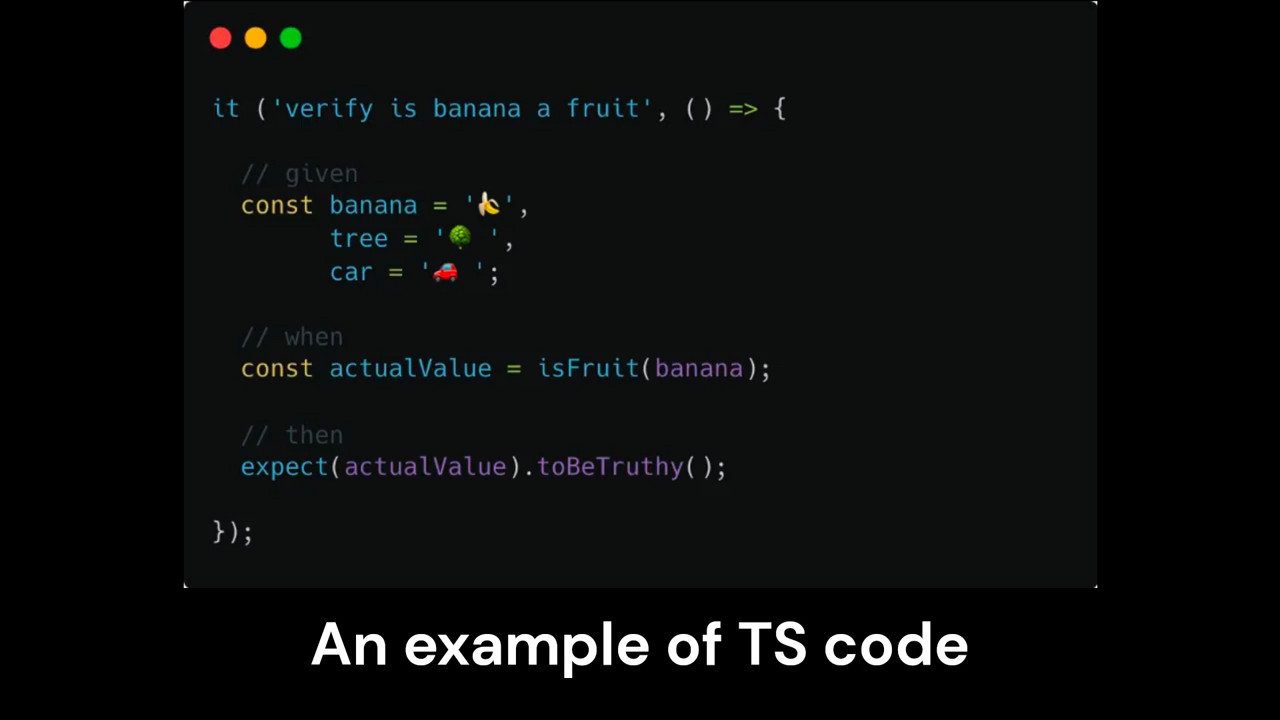 it ('verify is banana a fruit', () => {
// given
const banana = '🍌',
tree = '🌳 ',
car = '🚗 ';
// when
const actualValue = isFruit(banana);
// then
expect(actualValue).toBeTruthy();
});
An example of TS code